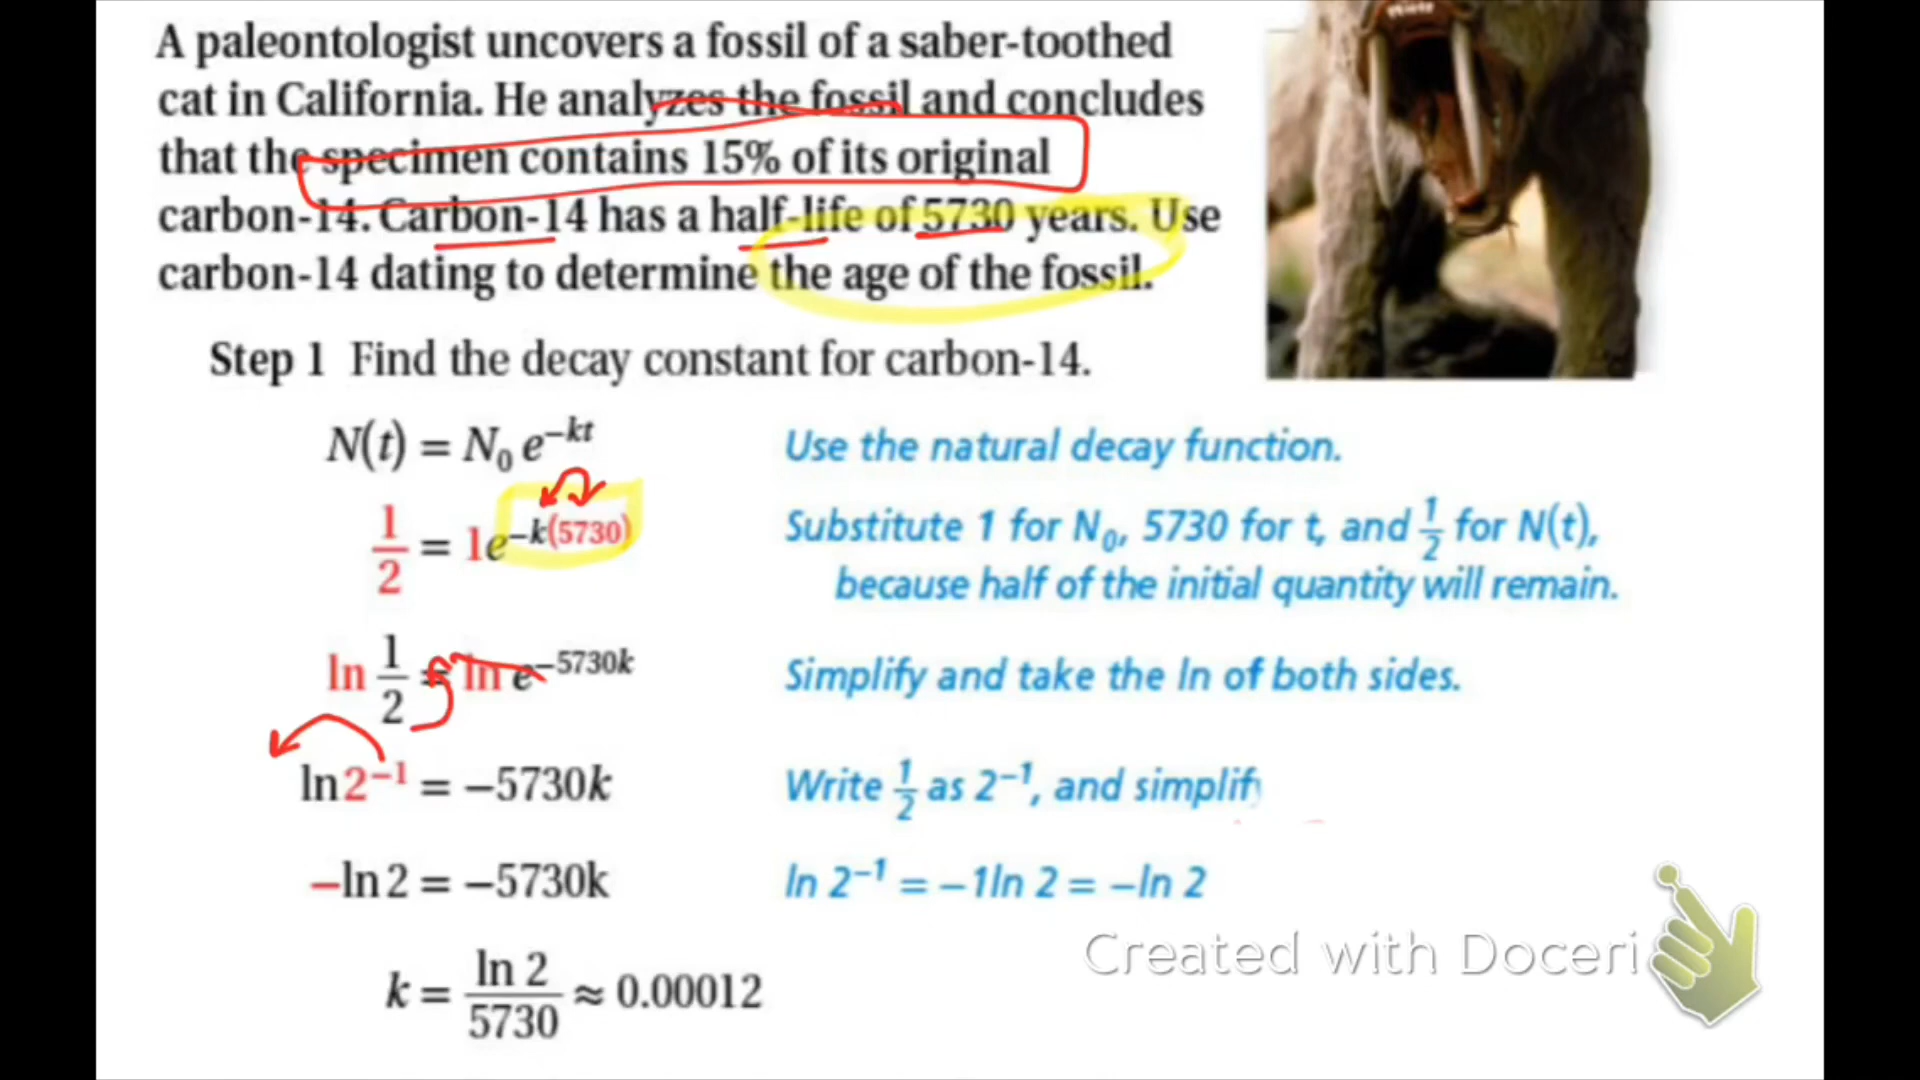 A paleontologist uncovers a fossil of a saber-toothed
cat in California. He analyzes the fossil and concludes
that the specimen contains 15% of its original
carbon-14. Carbon-14 has a half-life of 5730 years. Use
carbon-14 dating to determine the age of the fossil.
Step 1 Find the decay constant for carbon-14.
N(t) = N₀ e^(−kt) Use the natural decay function.
1/2 = 1e^(−k(5730)) Substitute 1 for N₀, 5730 for t, and 1/2 for N(t),
because half of the initial quantity will remain.
ln 1/2 = ln e^(−5730k) Simplify and take the ln of both sides.
ln 2⁻¹ = −5730k Write 1/2 as 2⁻¹, and simplify
−ln 2 = −5730k ln 2⁻¹ = −1ln 2 = −ln 2
k = ln 2/5730 ≈ 0.00012
Created with Doceri